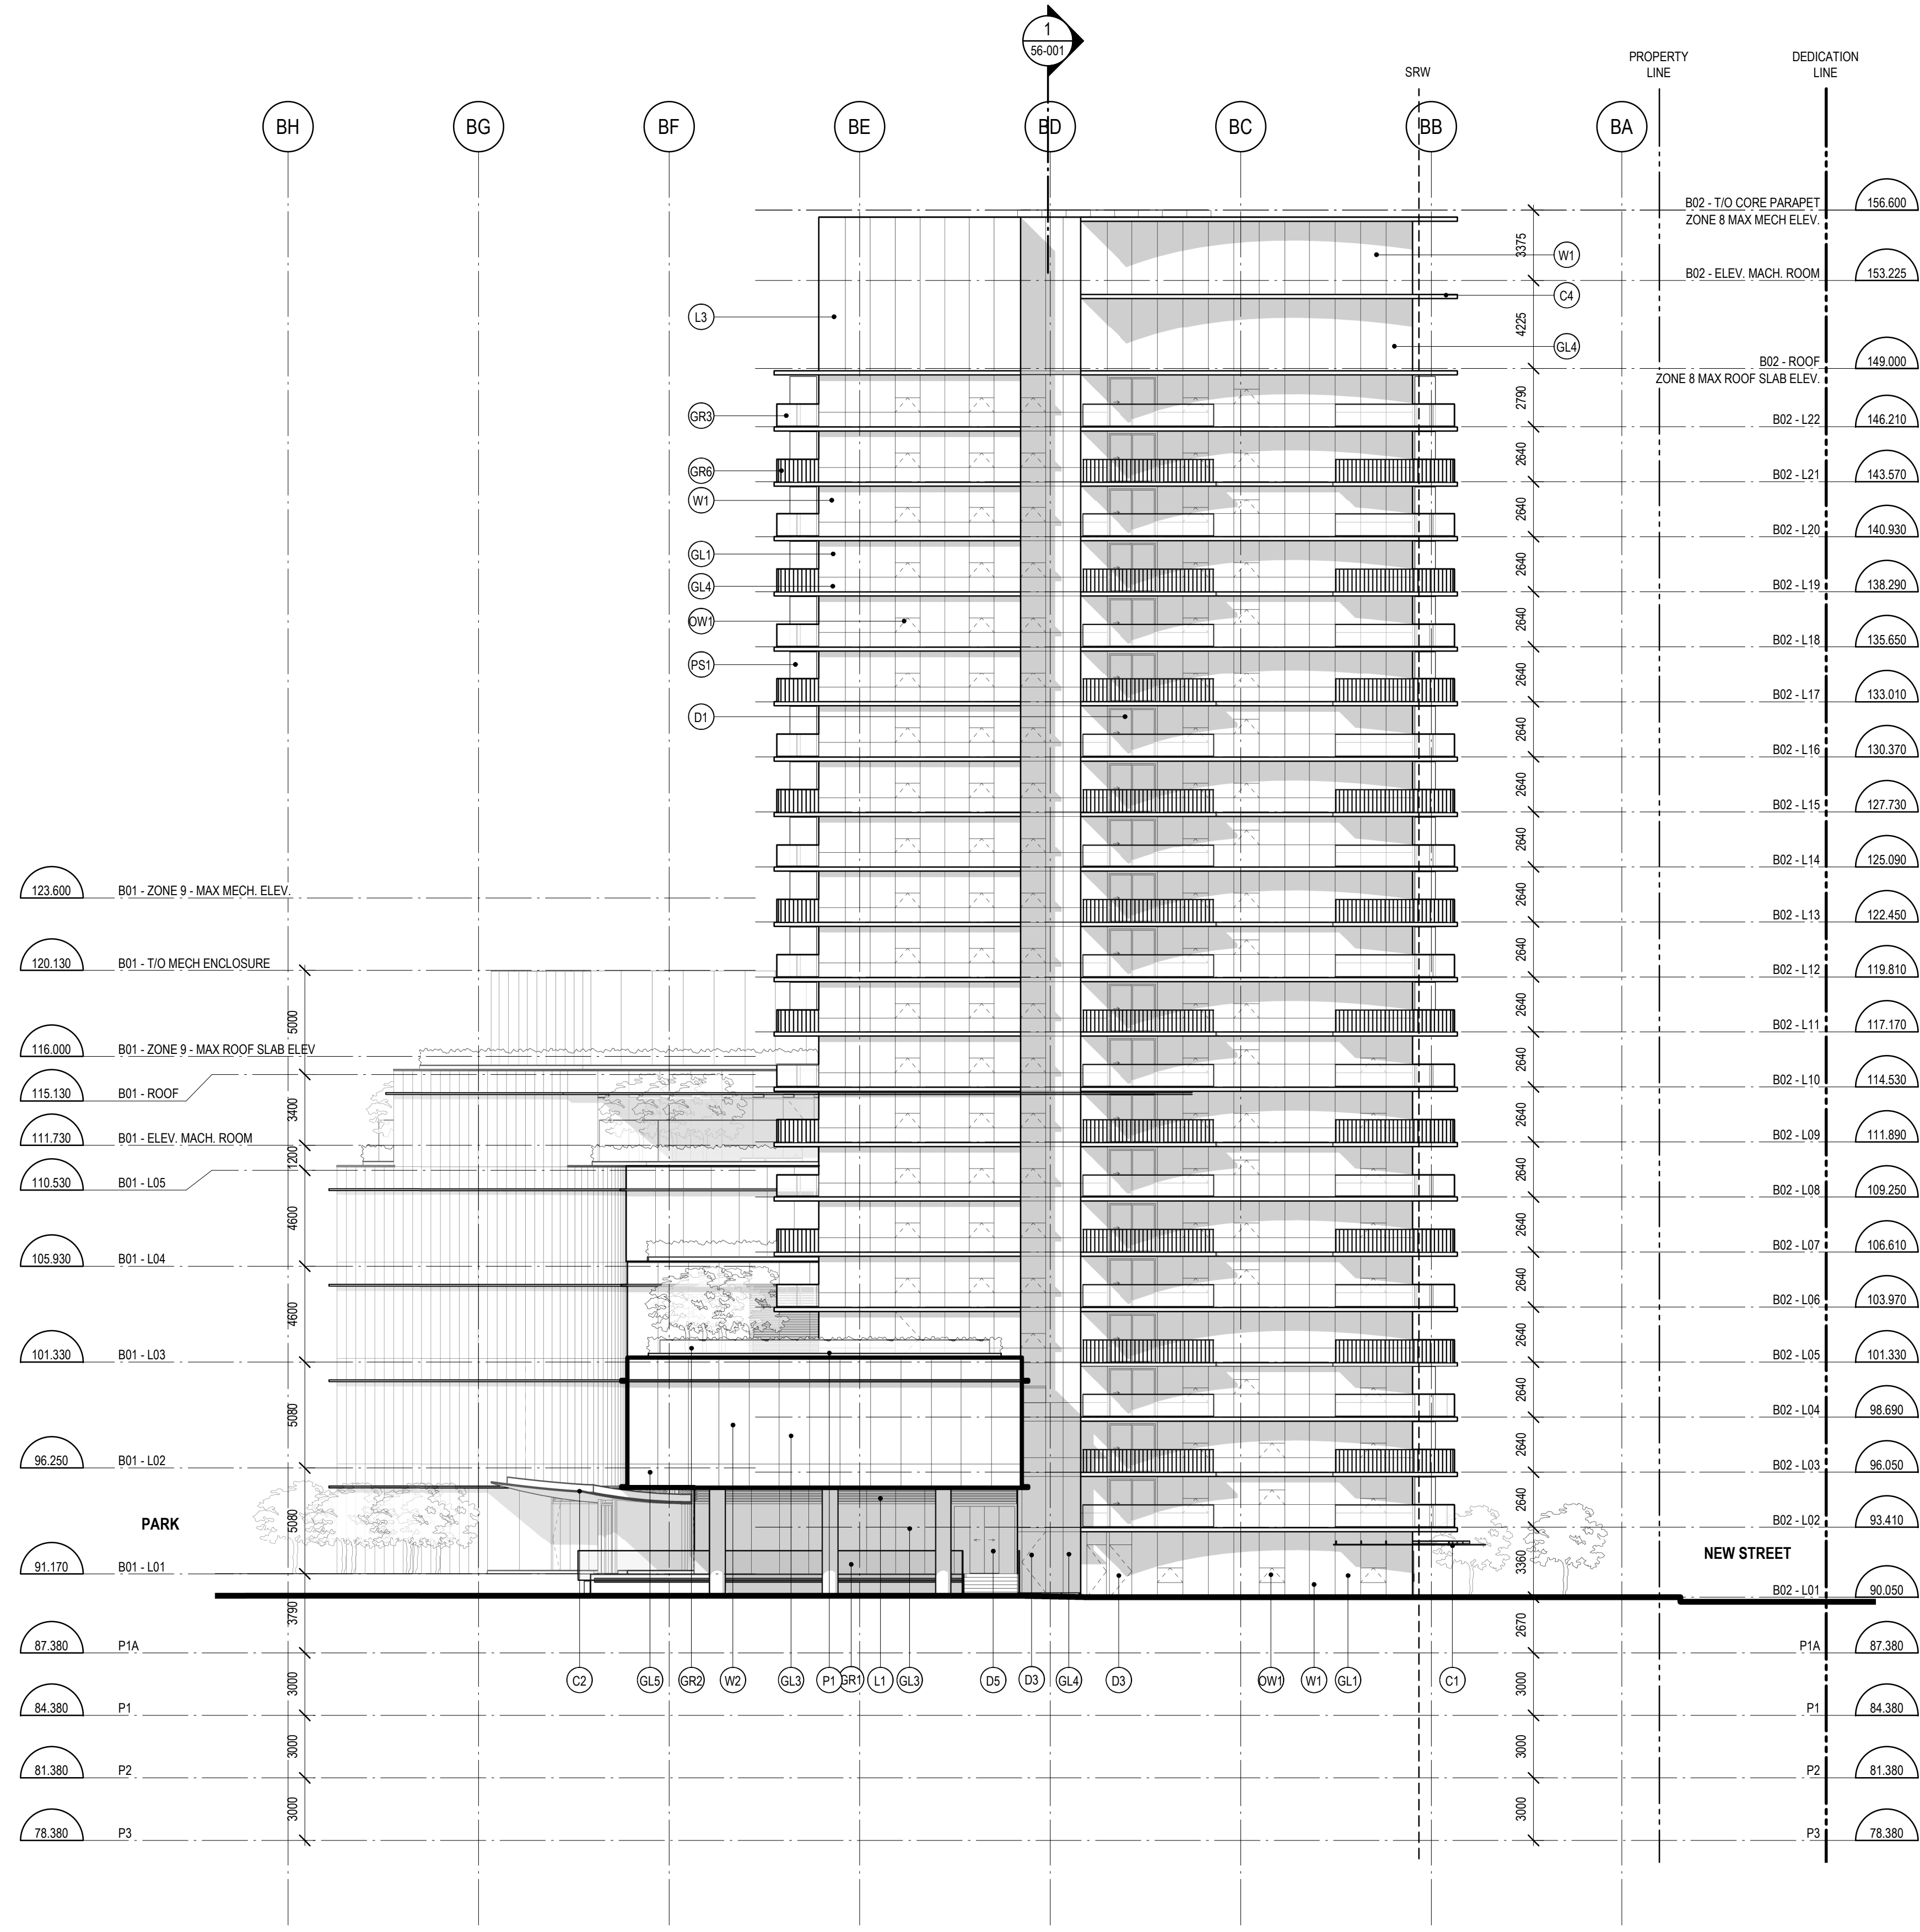 1
56-001
SRW
PROPERTY
LINE
DEDICATION
LINE
BH
BG
BF
BE
BD
BC
BB
BA
B02 - T/O CORE PARAPET
156.600
ZONE 8 MAX MECH ELEV.
3375
W1
B02 - ELEV. MACH. ROOM
153.225
C4
L3
4225
GL4
B02 - ROOF
149.000
ZONE 8 MAX ROOF SLAB ELEV.
2790
GR3
B02 - L22
146.210
GR6
2640
B02 - L21
143.570
W1
2640
B02 - L20
140.930
GL1
2640
GL4
B02 - L19
138.290
OW1
2640
B02 - L18
135.650
PS1
2640
B02 - L17
133.010
D1
2640
B02 - L16
130.370
2640
B02 - L15
127.730
2640
B02 - L14
125.090
123.600
B01 - ZONE 9 - MAX MECH. ELEV.
2640
B02 - L13
122.450
2640
120.130
B01 - T/O MECH ENCLOSURE
B02 - L12
119.810
5000
2640
B02 - L11
117.170
116.000
B01 - ZONE 9 - MAX ROOF SLAB ELEV
2640
B02 - L10
114.530
115.130
B01 - ROOF
3400
2640
111.730
B01 - ELEV. MACH. ROOM
B02 - L09
111.890
1200
2640
110.530
B01 - L05
B02 - L08
109.250
4600
2640
B02 - L07
106.610
105.930
B01 - L04
2640
B02 - L06
103.970
4600
2640
101.330
B01 - L03
B02 - L05
101.330
2640
5080
B02 - L04
98.690
2640
96.250
B01 - L02
B02 - L03
96.050
2640
5080
PARK
B02 - L02
93.410
NEW STREET
3360
91.170
B01 - L01
B02 - L01
90.050
3790
2670
87.380
P1A
P1A
87.380
C2
GL5
GR2
W2
GL3
P1
GR1
L1
GL3
D5
D3
GL4
D3
OW1
W1
GL1
C1
3000
3000
84.380
P1
P1
84.380
3000
3000
81.380
P2
P2
81.380
3000
3000
78.380
P3
P3
78.380